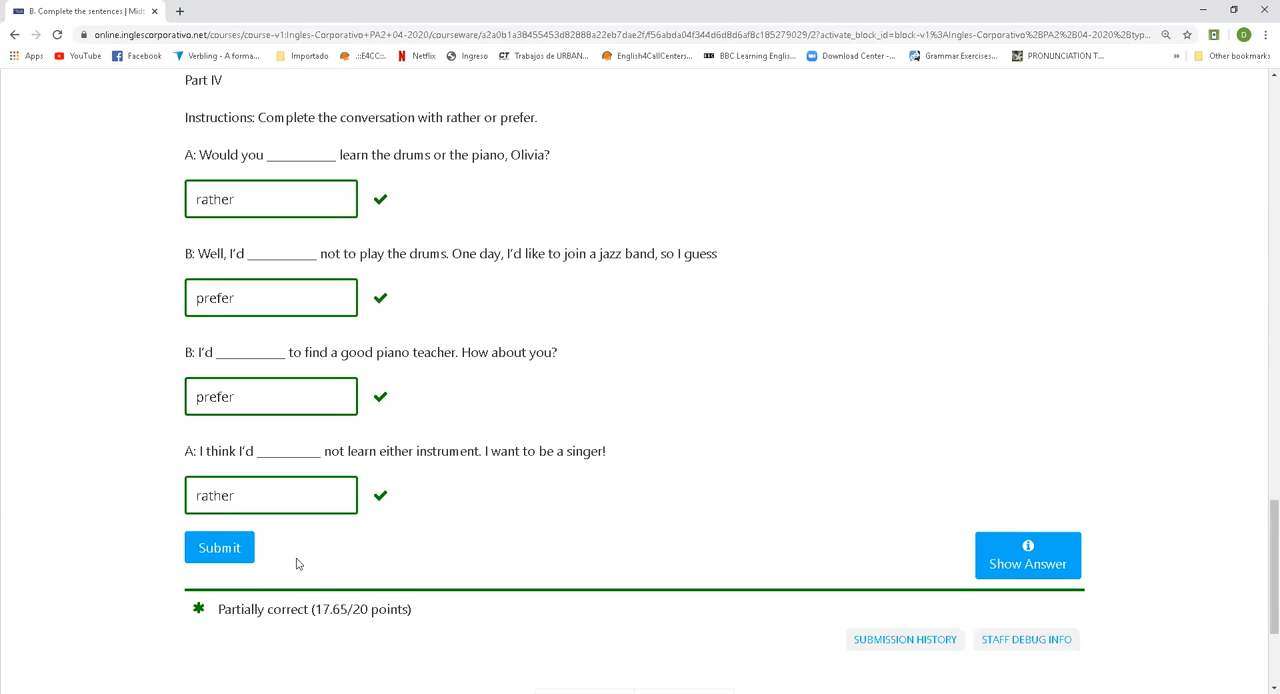 B. Complete the sentences | Midt
online.inglescorporativo.net/courses/course-v1:Ingles-Corporativo+PA2+04-2020/courseware/a2a0b1a38455453d82888a22eb7dae2f/f56abda04f344d6d8d6af8c185279029/2?activate_block_id=block-v1%3AIngles-Corporativo%2BPA2%2B04-2020%2Btyp...
Apps YouTube Facebook Verbling - A forma... Importado .::E4CC::. Netflix Ingreso Trabajos de URBAN... English4CallCenters... BBC Learning Englis... Download Center -... Grammar Exercises... PRONUNCIATION T... » Other bookmarks
Part IV
Instructions: Complete the conversation with rather or prefer.
A: Would you __________ learn the drums or the piano, Olivia?
rather
B: Well, I'd __________ not to play the drums. One day, I'd like to join a jazz band, so I guess
prefer
B: I'd __________ to find a good piano teacher. How about you?
prefer
A: I think I'd _________ not learn either instrument. I want to be a singer!
rather
Submit
Show Answer
Partially correct (17.65/20 points)
SUBMISSION HISTORY STAFF DEBUG INFO